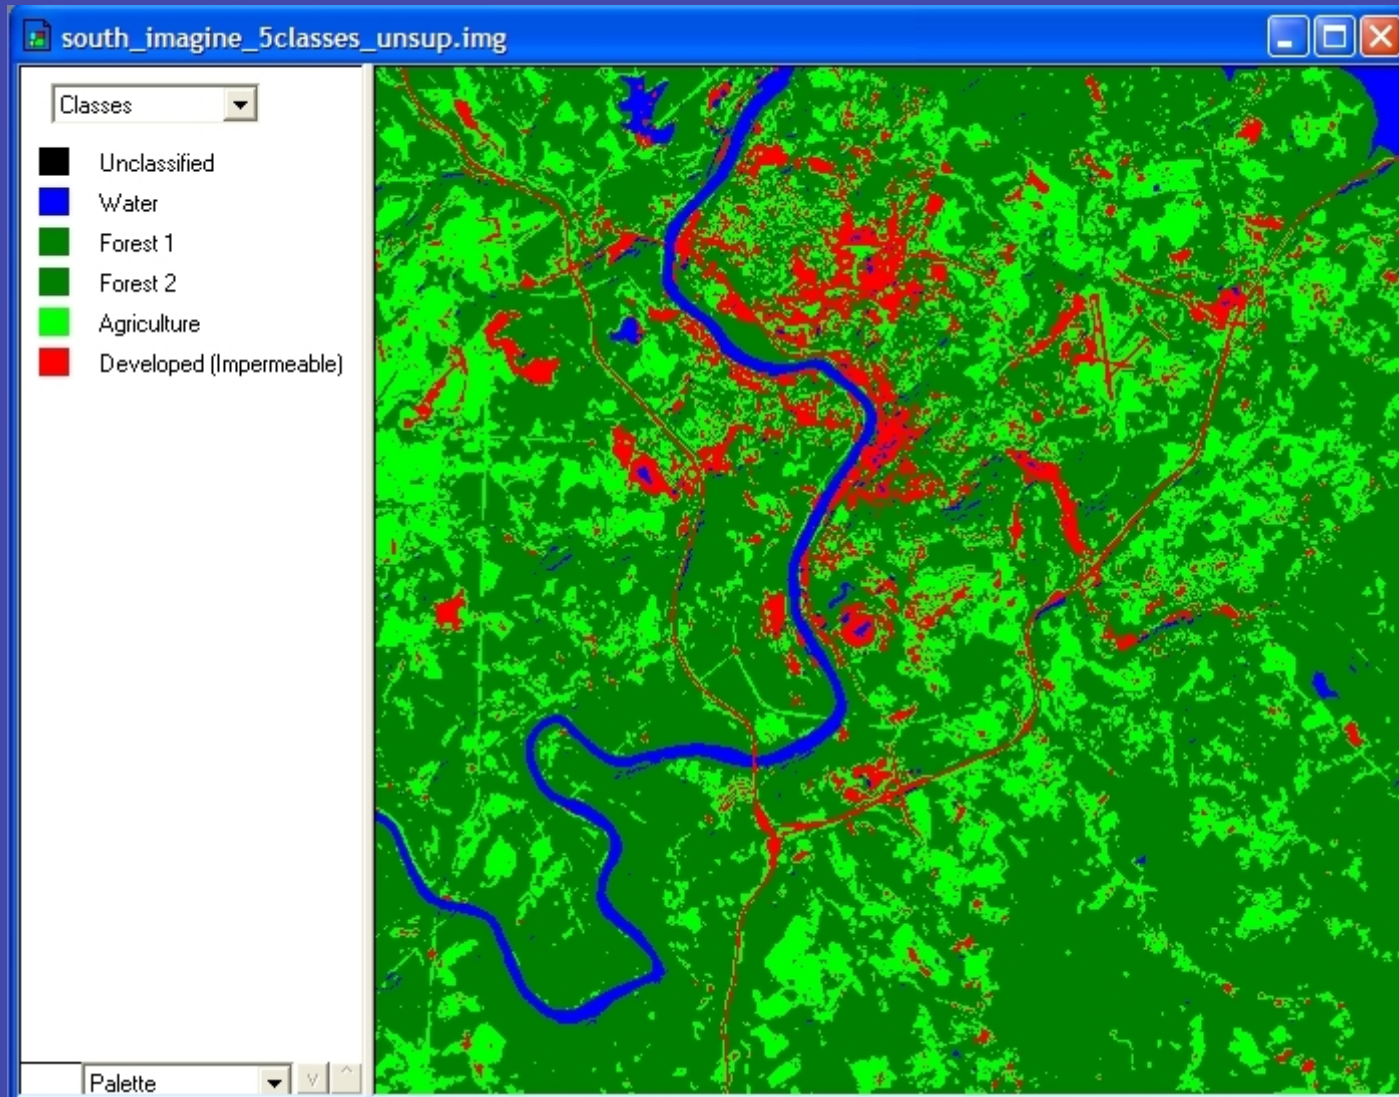 south_imagine_5classes_unsup.img
Classes
Unclassified
Water
Forest 1
Forest 2
Agriculture
Developed (Impermeable)
Palette